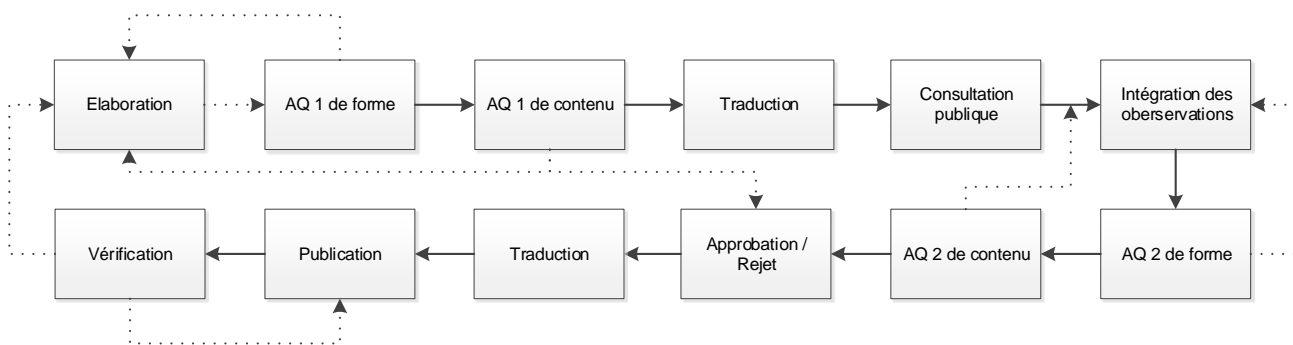 Elaboration
AQ 1 de forme
AQ 1 de contenu
Traduction
Consultation
publique
Intégration des
oberservations
Vérification
Publication
Traduction
Approbation /
Rejet
AQ 2 de contenu
AQ 2 de forme